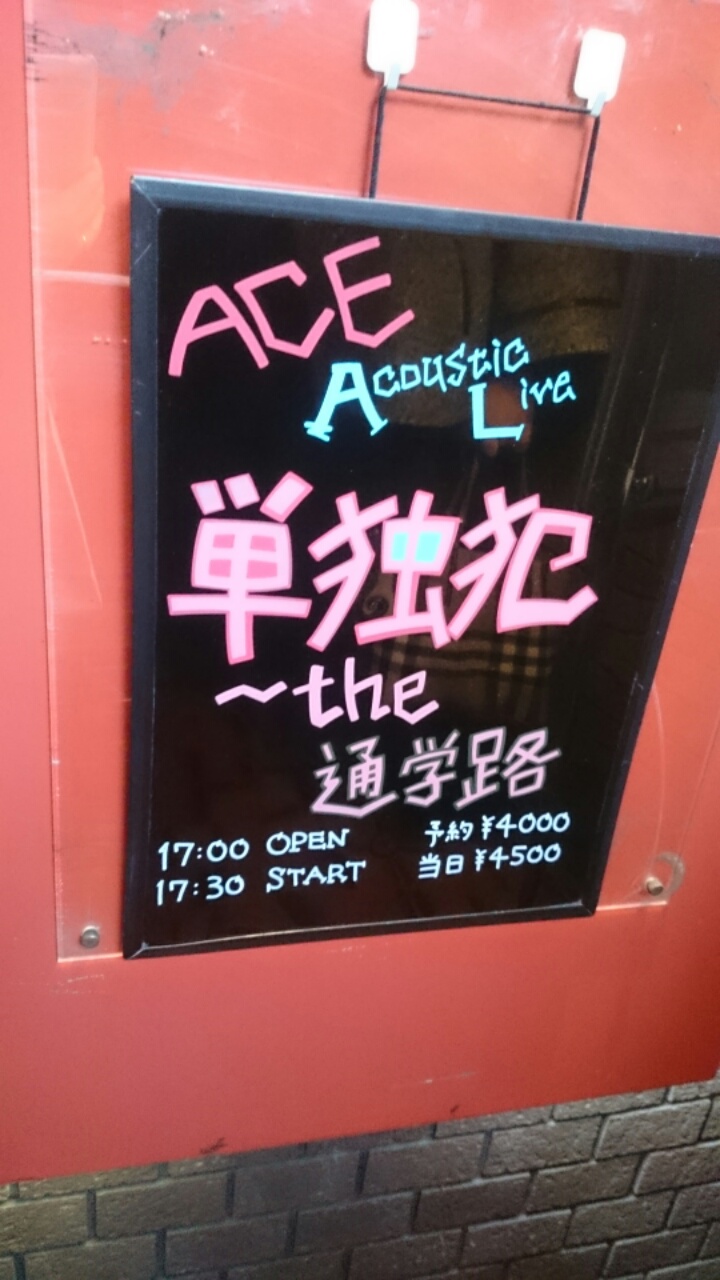 ACE
Acoustic Live
単独犯
～the
通学路
17:00 OPEN 予約 ¥4000
17:30 START 当日 ¥4500